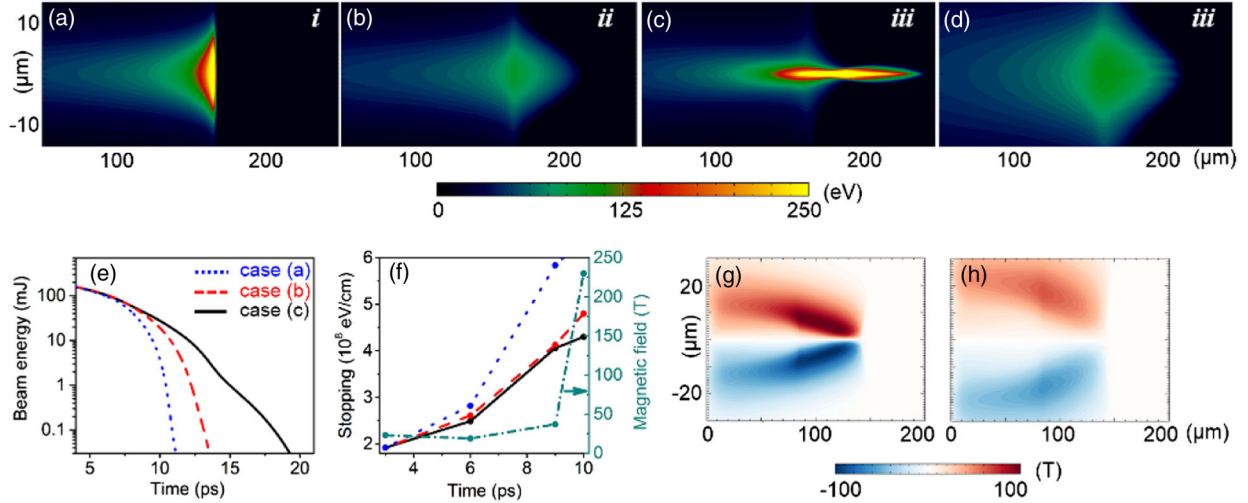 (a) i (b) ii (c) iii (d) iii
10
(μm)
-10
100 200 100 200 100 200 100 200 (μm)
0 125 250 (eV)
(e) case (a)
case (b)
case (c)
Beam energy (mJ)
100
10
1
0.1
5 10 15 20
Time (ps)
(f)
Stopping (10⁸ eV/cm)
6
5
4
3
2
4 6 8 10
Time (ps)
250
200
150
100
50
0
Magnetic field (T)
(g) (h)
20
(μm)
-20
0 100 200 0 100 200 (μm)
-100 100 (T)